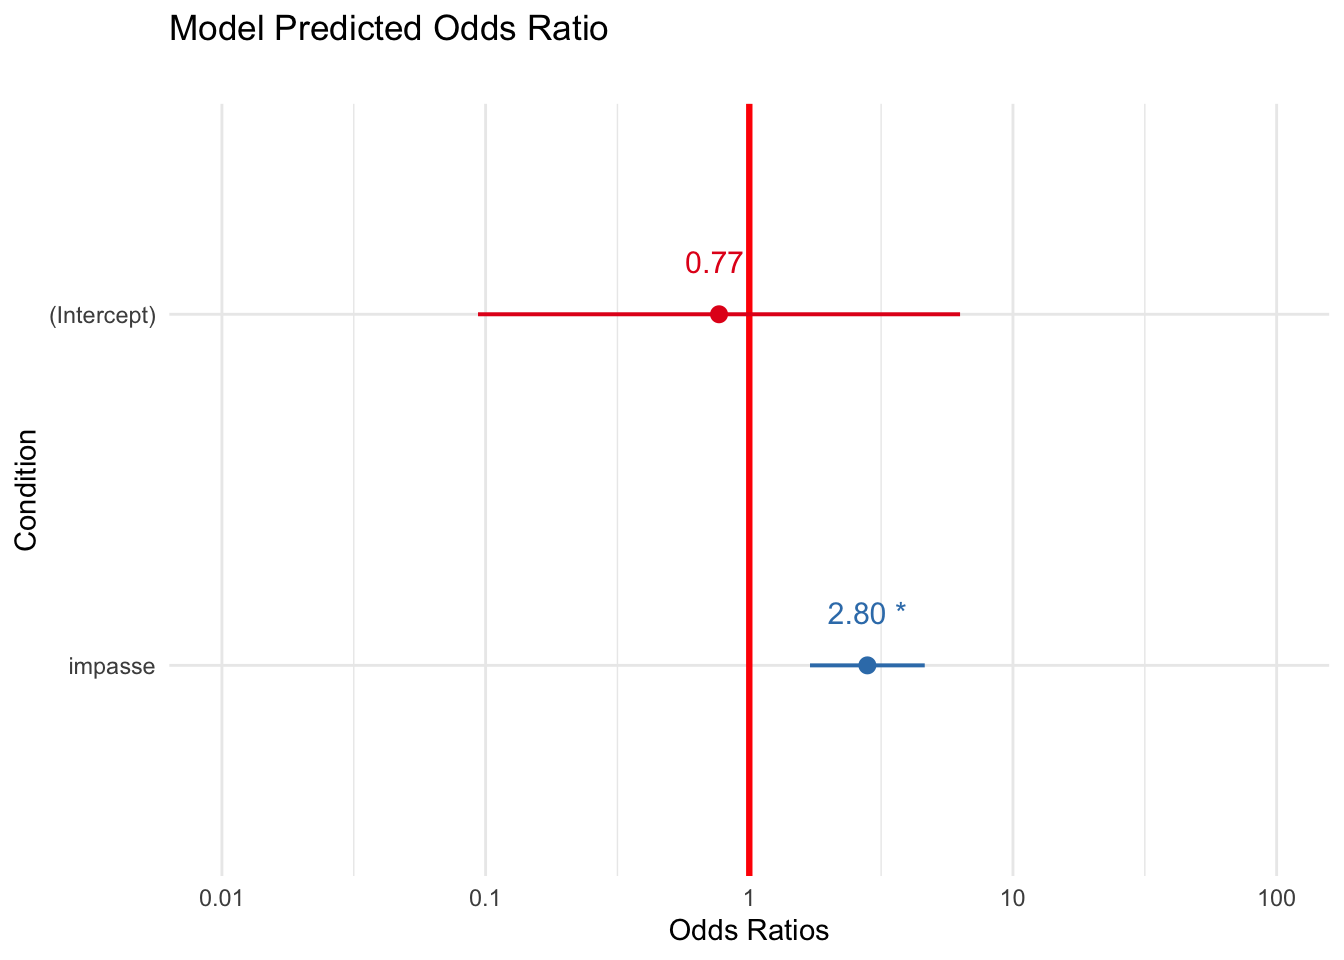 Model Predicted Odds Ratio
0.77
(Intercept)
Condition
2.80 *
impasse
0.01 0.1 1 10 100
Odds Ratios